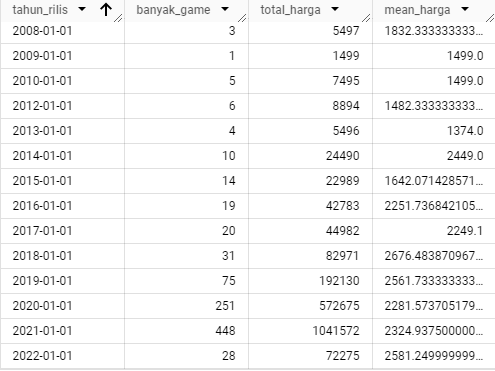 tahun_rilis banyak_game total_harga mean_harga
2008-01-01 3 5497 1832.333333333...
2009-01-01 1 1499 1499.0
2010-01-01 5 7495 1499.0
2012-01-01 6 8894 1482.333333333...
2013-01-01 4 5496 1374.0
2014-01-01 10 24490 2449.0
2015-01-01 14 22989 1642.071428571...
2016-01-01 19 42783 2251.736842105...
2017-01-01 20 44982 2249.1
2018-01-01 31 82971 2676.483870967...
2019-01-01 75 192130 2561.733333333...
2020-01-01 251 572675 2281.573705179...
2021-01-01 448 1041572 2324.937500000...
2022-01-01 28 72275 2581.249999999...